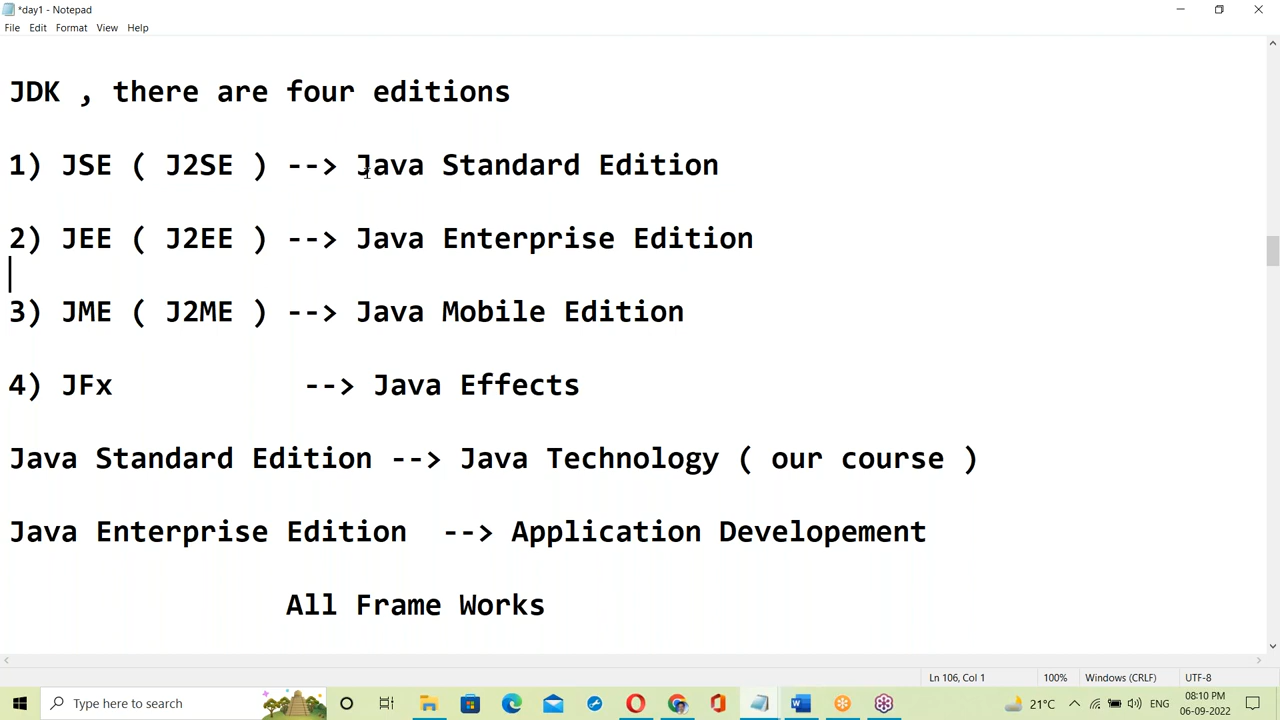 *day1 - Notepad
File Edit Format View Help
JDK , there are four editions
1) JSE ( J2SE ) --> Java Standard Edition
2) JEE ( J2EE ) --> Java Enterprise Edition
3) JME ( J2ME ) --> Java Mobile Edition
4) JFx --> Java Effects
Java Standard Edition --> Java Technology ( our course )
Java Enterprise Edition --> Application Developement
All Frame Works
Ln 106, Col 1 100% Windows (CRLF) UTF-8
Type here to search 21°C ENG 08:10 PM
06-09-2022